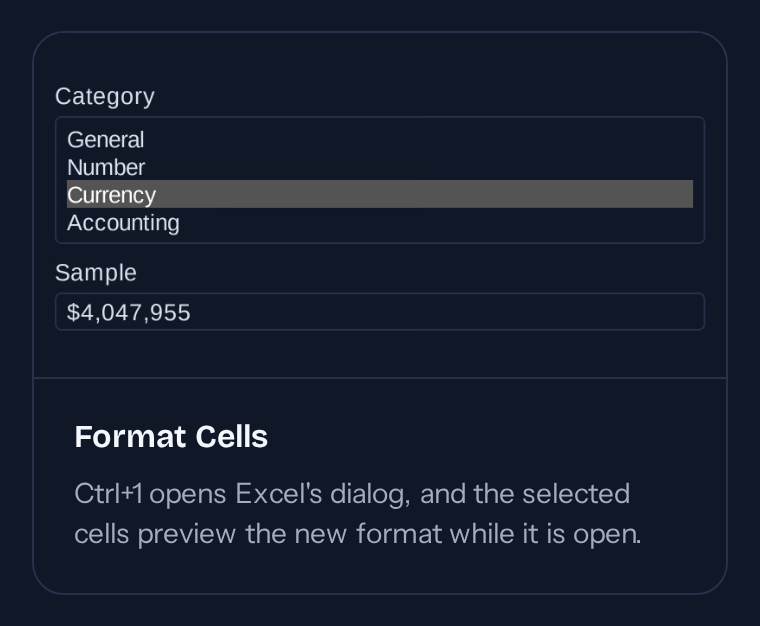 Category
General
Number
Currency
Accounting
Sample
$4,047,955
Format Cells
Ctrl+1 opens Excel's dialog, and the selected
cells preview the new format while it is open.